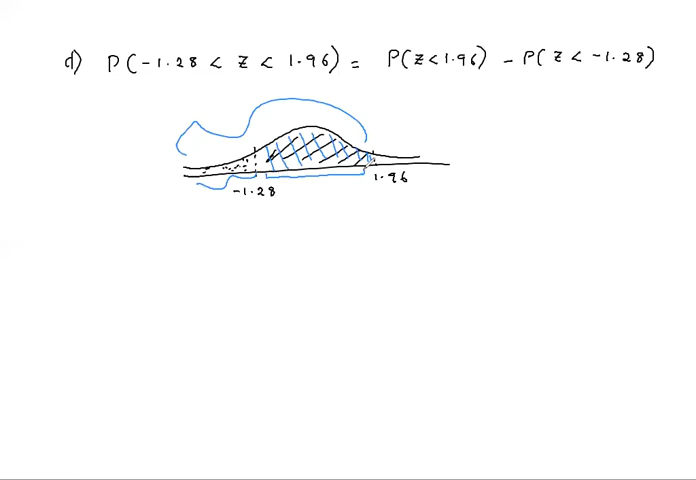 d) P(-1.28 < Z < 1.96) = P(Z < 1.96) - P(Z < -1.28)
-1.28 1.96